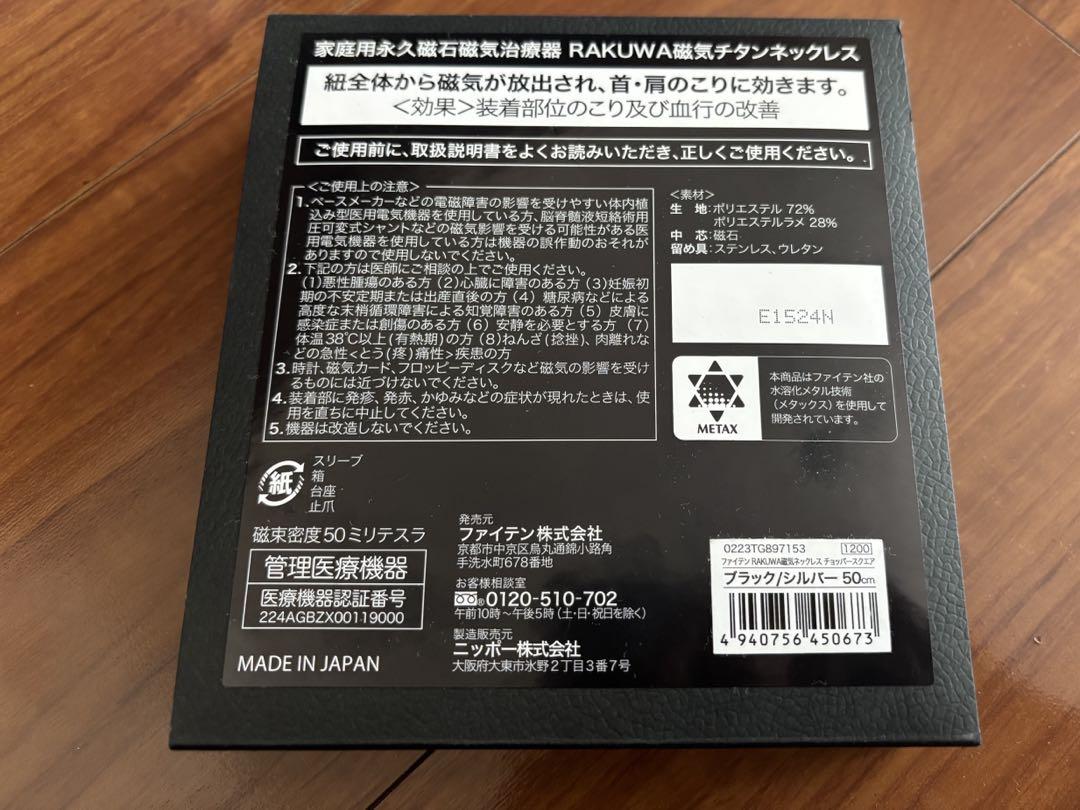 家庭用永久磁石磁気治療器 RAKUWA磁気チタンネックレス
紐全体から磁気が放出され、首・肩のこりに効きます。
＜効果＞装着部位のこり及び血行の改善
ご使用前に、取扱説明書をよくお読みいただき、正しくご使用ください。
＜ご使用上の注意＞
1.ペースメーカーなどの電磁障害の影響を受けやすい体内植
込み型医用電気機器を使用している方、脳脊髄液短絡術用
圧可変式シャントなどの磁気影響を受ける可能性がある医
用電気機器を使用している方は機器の誤作動のおそれが
ありますので使用しないでください。
2.下記の方は医師にご相談の上でご使用ください。
(1)悪性腫瘍のある方 (2)心臓に障害のある方 (3)妊娠初
期の不安定期または出産直後の方 (4) 糖尿病などによる
高度な末梢循環障害による知覚障害のある方 (5) 皮膚に
感染症または創傷のある方 (6) 安静を必要とする方 (7)
体温38℃以上(有熱期)の方 (8)ねんざ(捻挫)、肉離れな
どの急性<とう(疼)痛性>疾患の方
3.時計、磁気カード、フロッピーディスクなど磁気の影響を受け
るものには近づけないでください。
4.装着部に発疹、発赤、かゆみなどの症状が現れたときは、使
用を直ちに中止してください。
5.機器は改造しないでください。
＜素材＞
生　地:ポリエステル 72%
ポリエステルラメ 28%
中　芯:磁石
留め具:ステンレス、ウレタン
E1524N
METAX
本商品はファイテン社の
水溶化メタル技術
（メタックス）を使用して
開発されています。
紙
スリーブ
箱
台座
止爪
磁束密度50ミリテスラ
管理医療機器
医療機器認証番号
224AGBZX00119000
MADE IN JAPAN
発売元
ファイテン株式会社
京都市中京区烏丸通錦小路角
手洗水町678番地
お客様相談室
0120-510-702
午前10時～午後5時(土・日・祝日を除く)
製造販売元
ニッポー株式会社
大阪府大東市氷野2丁目3番7号
0223TG897153 1200
ファイテン RAKUWA磁気ネックレス チョッパースクエア
ブラック/シルバー 50cm
4 940756 450673